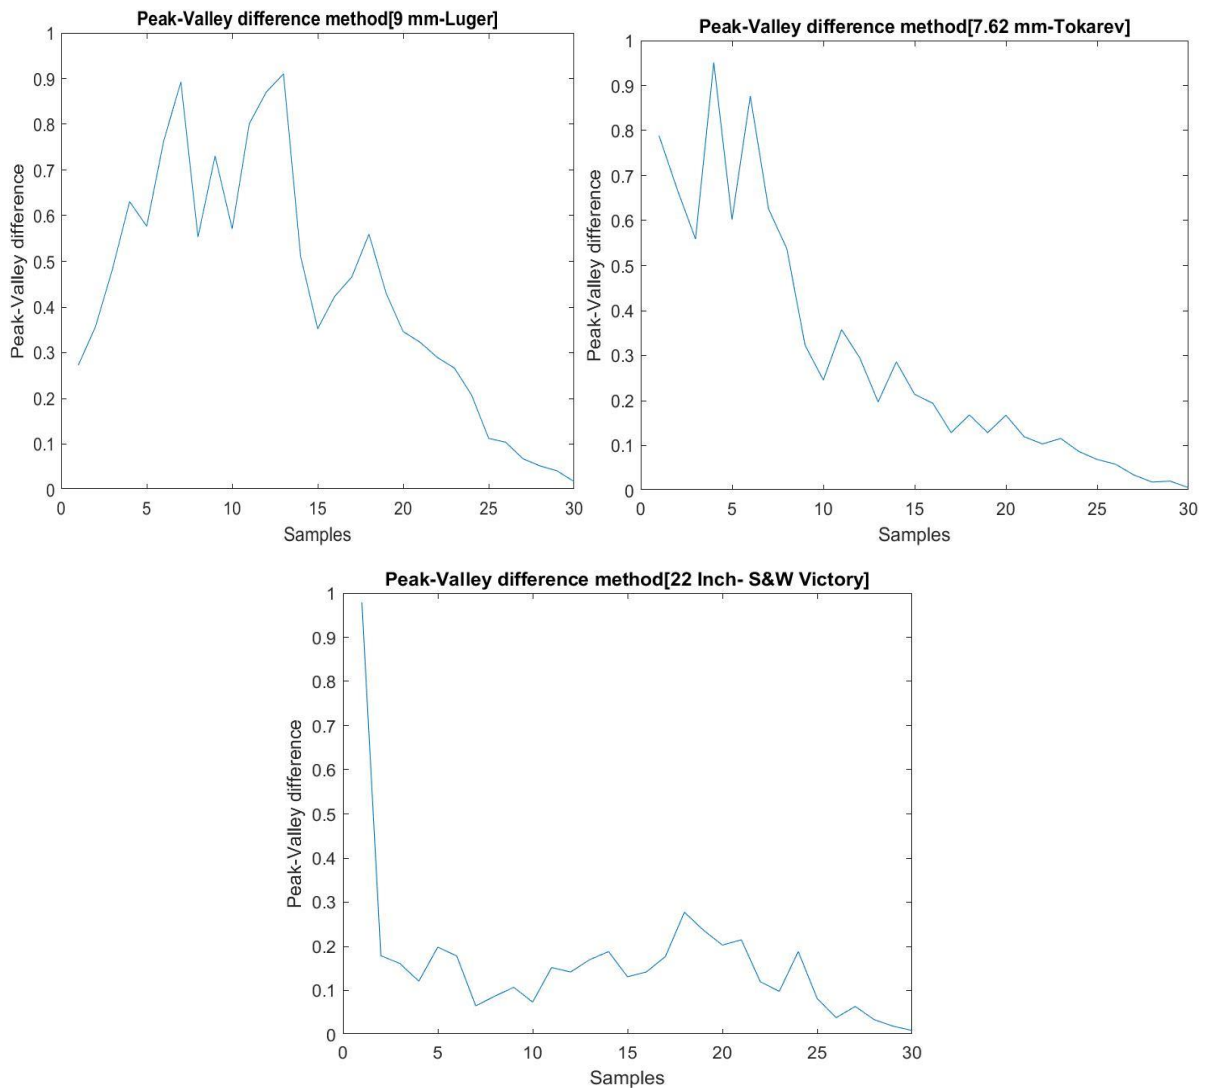 Peak-Valley difference method[9 mm-Luger]
1
0.9
0.8
0.7
0.6
0.5
0.4
0.3
0.2
0.1
0
Peak-Valley difference
0 5 10 15 20 25 30
Samples
Peak-Valley difference method[7.62 mm-Tokarev]
1
0.9
0.8
0.7
0.6
0.5
0.4
0.3
0.2
0.1
0
Peak-Valley difference
0 5 10 15 20 25 30
Samples
Peak-Valley difference method[22 Inch- S&W Victory]
1
0.9
0.8
0.7
0.6
0.5
0.4
0.3
0.2
0.1
0
Peak-Valley difference
0 5 10 15 20 25 30
Samples